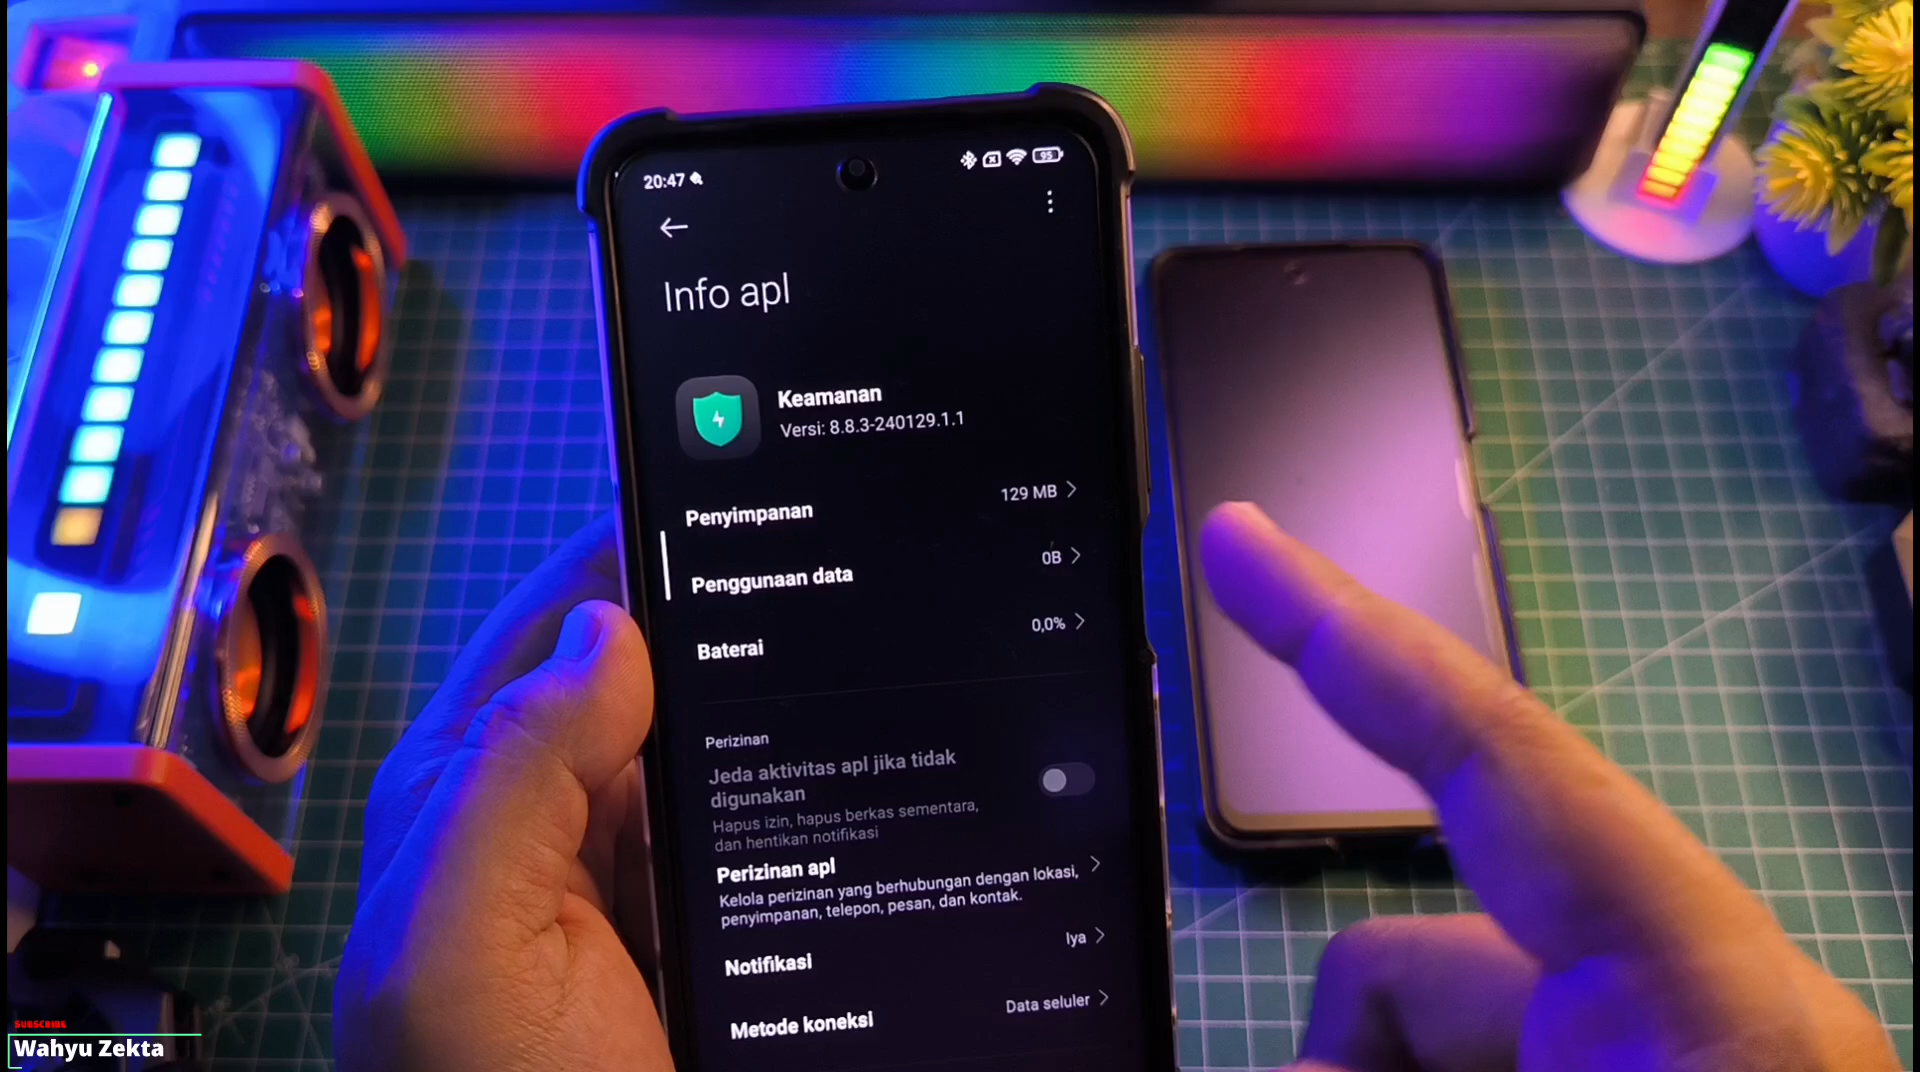 20:47
95
Info apl
Keamanan
Versi: 8.8.3-240129.1.1
Penyimpanan 129 MB
Penggunaan data 0B
Baterai 0,0%
Perizinan
Jeda aktivitas apl jika tidak
digunakan
Hapus izin, hapus berkas sementara,
dan hentikan notifikasi
Perizinan apl
Kelola perizinan yang berhubungan dengan lokasi,
penyimpanan, telepon, pesan, dan kontak.
Notifikasi Iya
Metode koneksi Data seluler
SUBSCRIBE
Wahyu Zekta